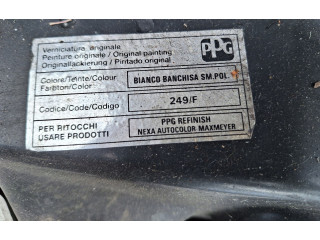 Verniciatura originale
Peinture originale / Original painting
Originallackierung / Pintado original
PPG
Colore/Teinte/Colour
Farbton/Color
BIANCO BANCHISA SM.POL
Codice/Code/Codigo
249/F
PER RITOCCHI
USARE PRODOTTI
PPG REFINISH
NEXA AUTOCOLOR MAXMEYER